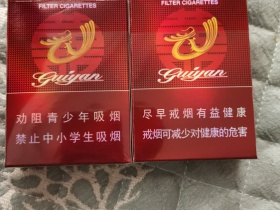 FILTER CIGARETTES
Guiyan
劝阻青少年吸烟
禁止中小学生吸烟
FILTER CIGARETTES
Guiyan
尽早戒烟有益健康
戒烟可减少对健康的危害